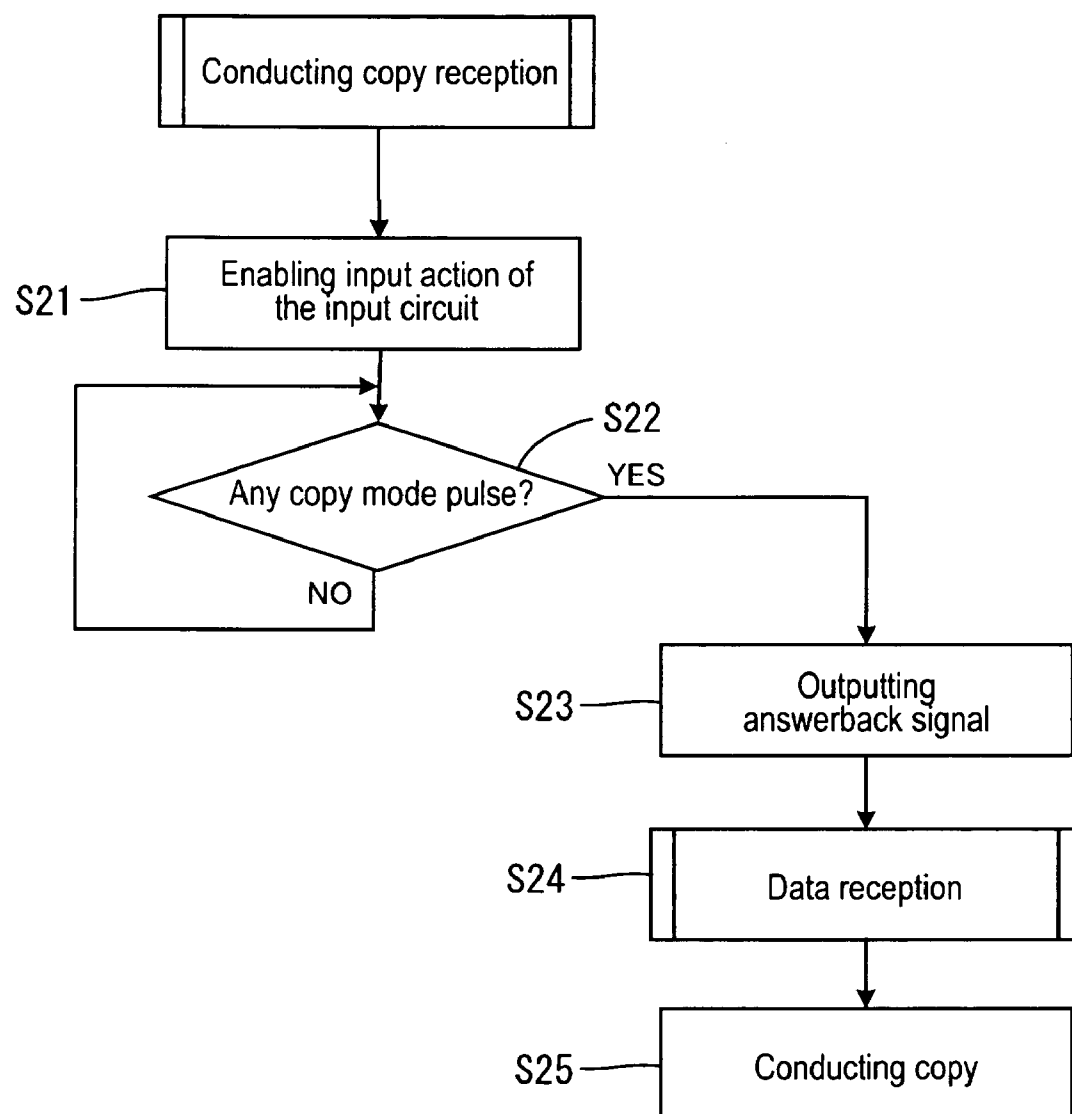 Conducting copy reception
S21
Enabling input action of
the input circuit
S22
Any copy mode pulse?
YES
NO
S23
Outputting
answerback signal
S24
Data reception
S25
Conducting copy